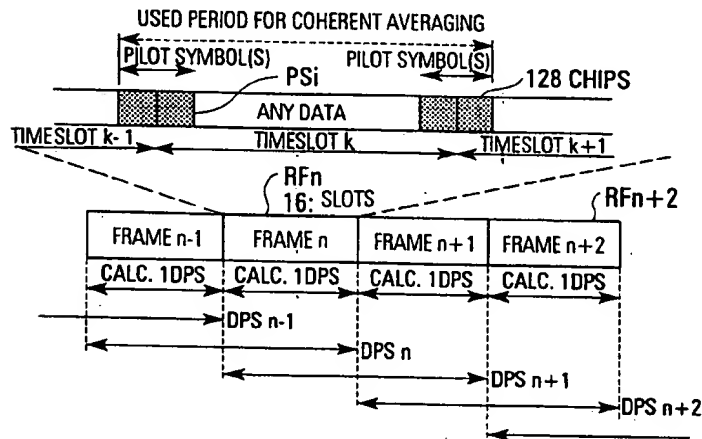 USED PERIOD FOR COHERENT AVERAGING
PILOT SYMBOL(S)
PILOT SYMBOL(S)
PSi
128 CHIPS
ANY DATA
TIMESLOT k-1
TIMESLOT k
TIMESLOT k+1
RFn
16: SLOTS
RFn+2
FRAME n-1
FRAME n
FRAME n+1
FRAME n+2
CALC. 1DPS
CALC. 1DPS
CALC. 1DPS
CALC. 1DPS
DPS n-1
DPS n
DPS n+1
DPS n+2